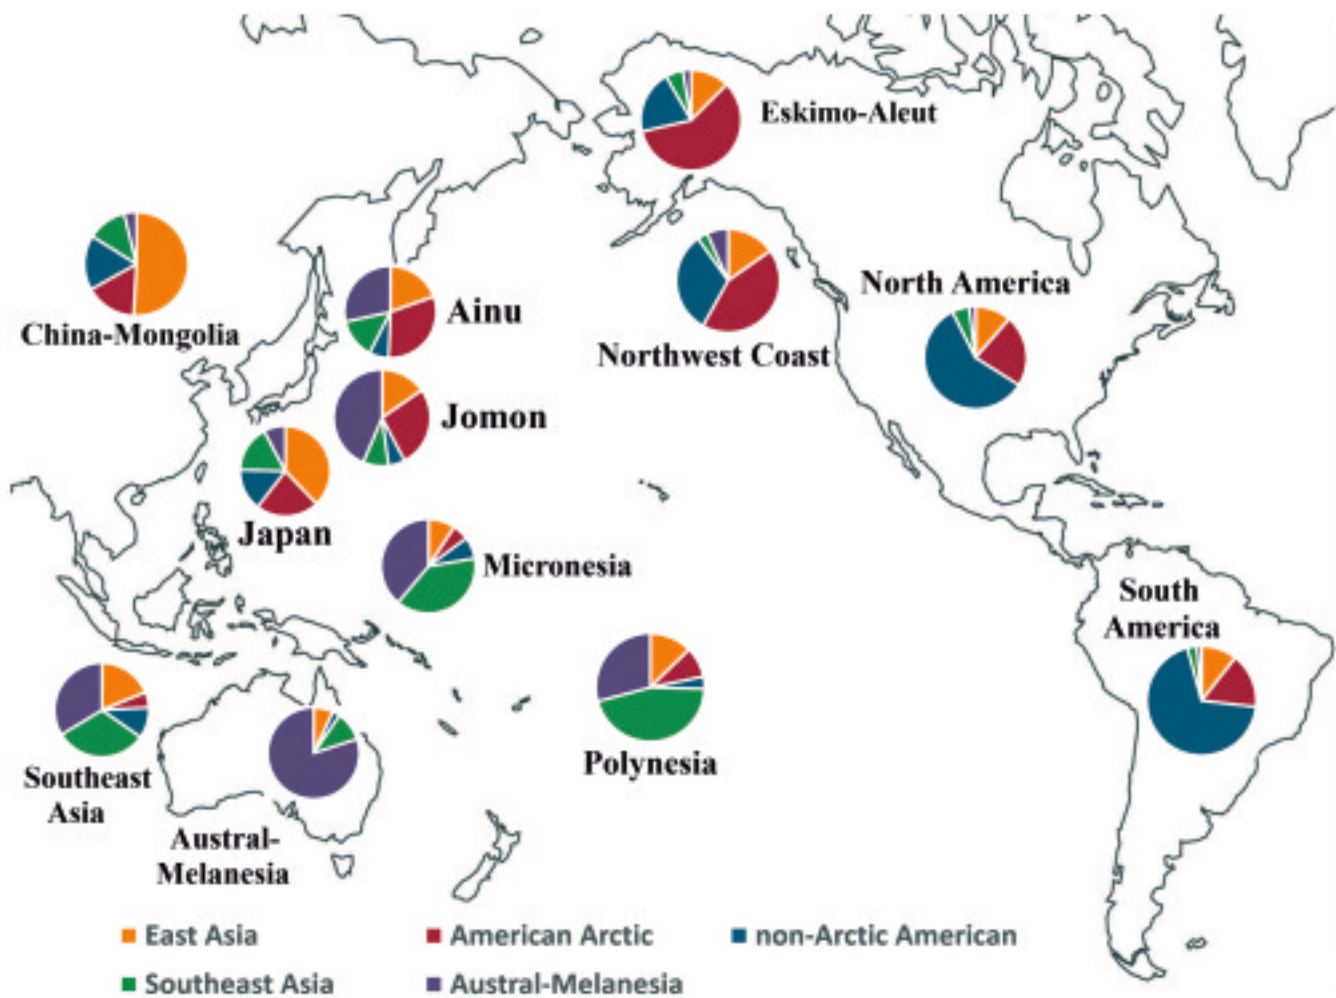 Eskimo-Aleut
North America
Ainu
China-Mongolia
Northwest Coast
Jomon
Japan
Micronesia
South
America
Polynesia
Southeast
Asia
Austral-
Melanesia
East Asia
American Arctic
non-Arctic American
Southeast Asia
Austral-Melanesia